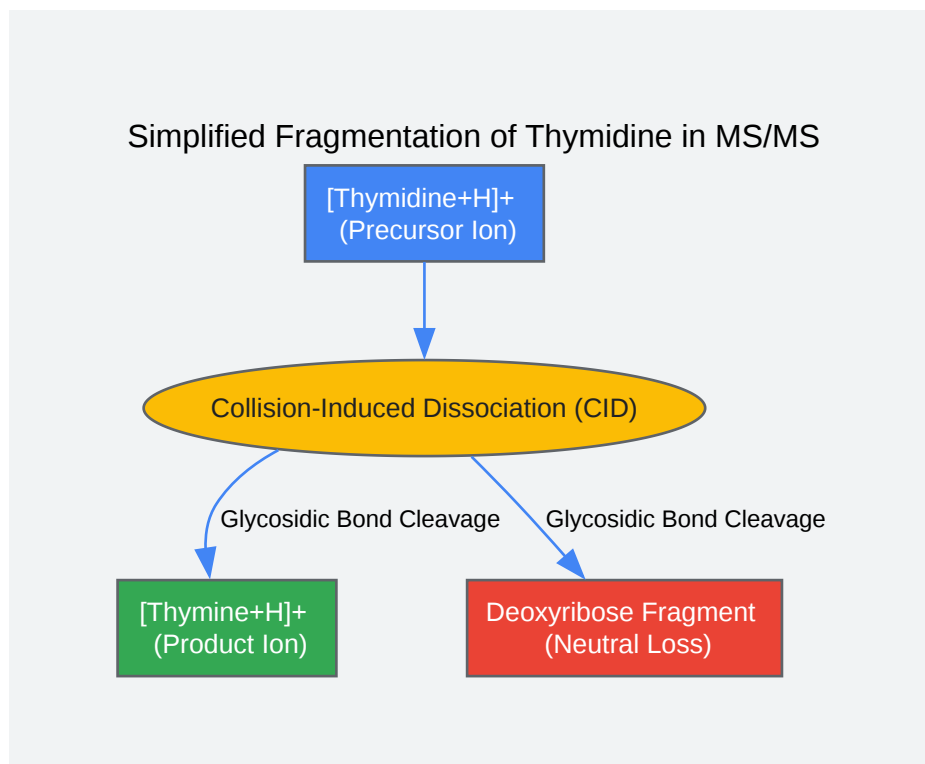 Simplified Fragmentation of Thymidine in MS/MS
[Thymidine+H]+
(Precursor Ion)
Collision-Induced Dissociation (CID)
Glycosidic Bond Cleavage
Glycosidic Bond Cleavage
[Thymine+H]+
(Product Ion)
Deoxyribose Fragment
(Neutral Loss)